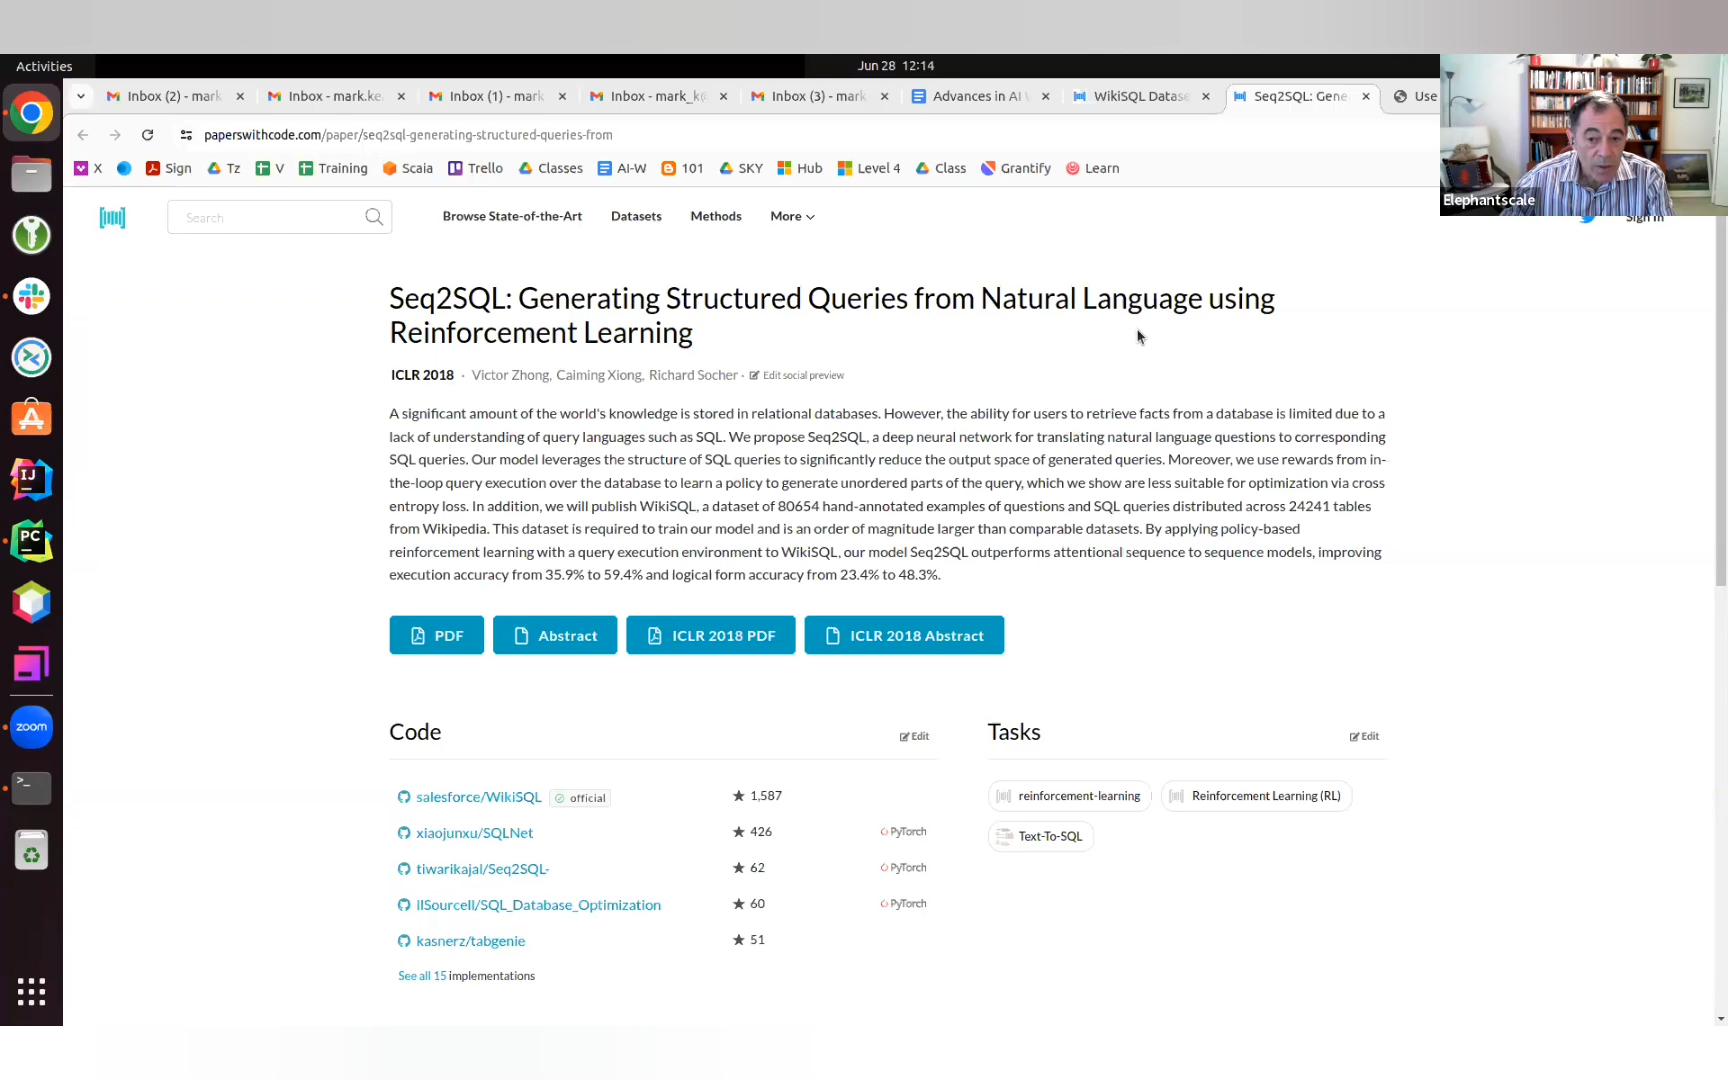 Activities
Jun 28 12:14
Inbox (2) - mark
Inbox - mark.ke
Inbox (1) - mark
Inbox - mark_k@
Inbox (3) - mark
Advances in AI
WikiSQL Datase
Seq2SQL: Gene
Use
paperswithcode.com/paper/seq2sql-generating-structured-queries-from
X
Sign
Tz
V
Training
Scaia
Trello
Classes
AI-W
101
SKY
Hub
Level 4
Class
Grantify
Learn
Elephantscale
Search
Browse State-of-the-Art
Datasets
Methods
More
Sign In
Seq2SQL: Generating Structured Queries from Natural Language using
Reinforcement Learning
ICLR 2018 · Victor Zhong, Caiming Xiong, Richard Socher · Edit social preview
A significant amount of the world's knowledge is stored in relational databases. However, the ability for users to retrieve facts from a database is limited due to a
lack of understanding of query languages such as SQL. We propose Seq2SQL, a deep neural network for translating natural language questions to corresponding
SQL queries. Our model leverages the structure of SQL queries to significantly reduce the output space of generated queries. Moreover, we use rewards from in-
the-loop query execution over the database to learn a policy to generate unordered parts of the query, which we show are less suitable for optimization via cross
entropy loss. In addition, we will publish WikiSQL, a dataset of 80654 hand-annotated examples of questions and SQL queries distributed across 24241 tables
from Wikipedia. This dataset is required to train our model and is an order of magnitude larger than comparable datasets. By applying policy-based
reinforcement learning with a query execution environment to WikiSQL, our model Seq2SQL outperforms attentional sequence to sequence models, improving
execution accuracy from 35.9% to 59.4% and logical form accuracy from 23.4% to 48.3%.
PDF
Abstract
ICLR 2018 PDF
ICLR 2018 Abstract
Code
Edit
Tasks
Edit
salesforce/WikiSQL official 1,587
xiaojunxu/SQLNet 426 PyTorch
tiwarikajal/Seq2SQL- 62 PyTorch
llSourcell/SQL_Database_Optimization 60 PyTorch
kasnerz/tabgenie 51
See all 15 implementations
reinforcement-learning
Reinforcement Learning (RL)
Text-To-SQL
IJ
PC
zoom